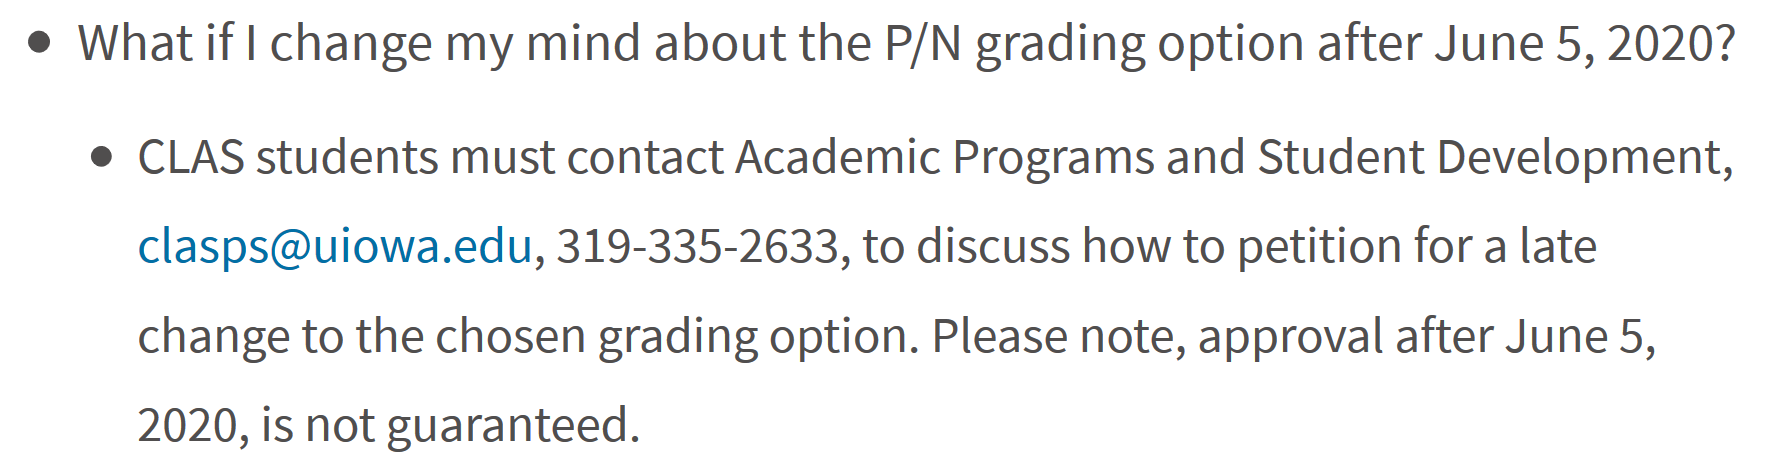 • What if I change my mind about the P/N grading option after June 5, 2020?
• CLAS students must contact Academic Programs and Student Development,
clasps@uiowa.edu, 319-335-2633, to discuss how to petition for a late
change to the chosen grading option. Please note, approval after June 5,
2020, is not guaranteed.